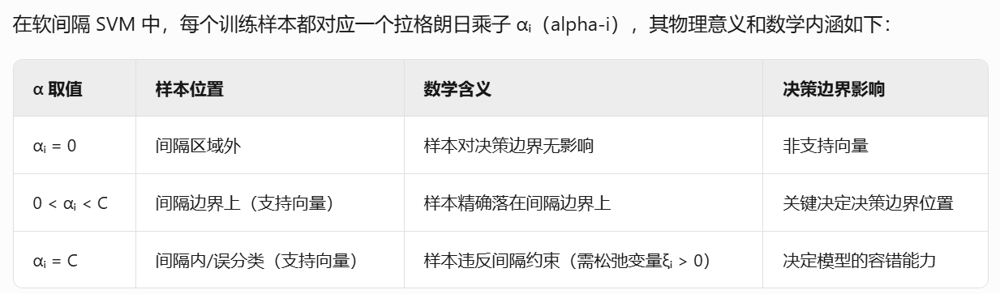 在软间隔 SVM 中，每个训练样本都对应一个拉格朗日乘子 αᵢ（alpha-i），其物理意义和数学内涵如下：
α 取值 样本位置 数学含义 决策边界影响
αᵢ = 0 间隔区域外 样本对决策边界无影响 非支持向量
0 < αᵢ < C 间隔边界上（支持向量） 样本精确落在间隔边界上 关键决定决策边界位置
αᵢ = C 间隔内/误分类（支持向量） 样本违反间隔约束（需松弛变量ξᵢ > 0） 决定模型的容错能力